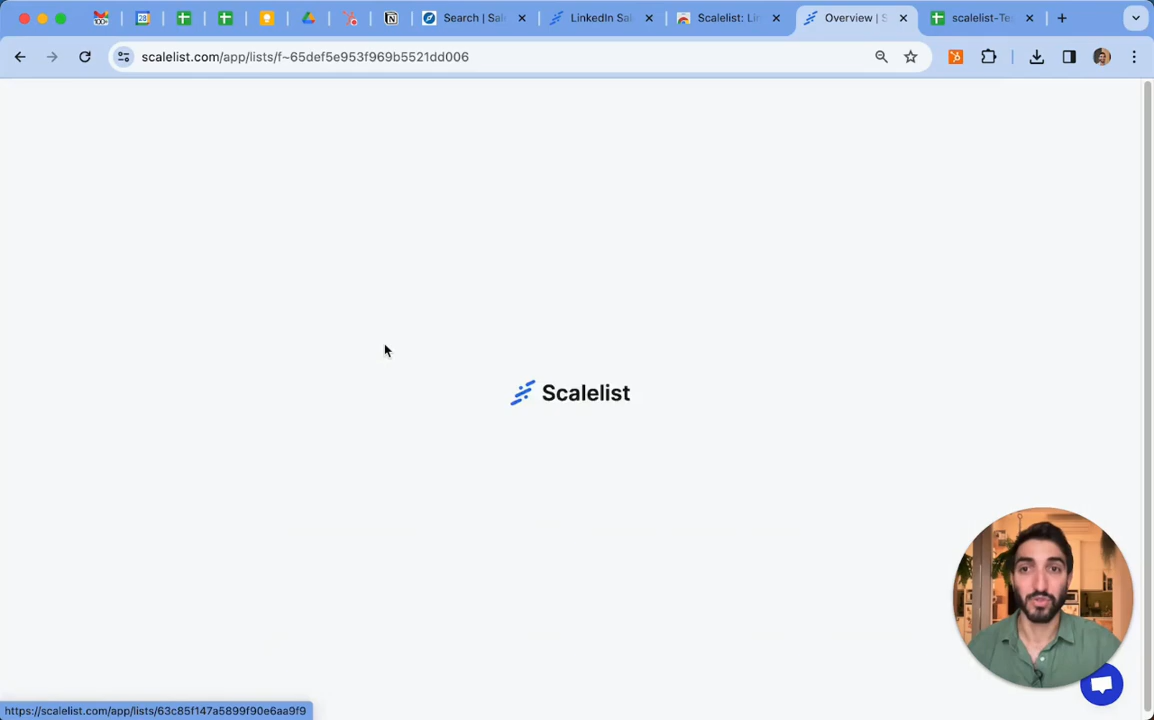 Search | Sal
LinkedIn Sal
Scalelist: Lin
Overview | S
scalelist-Te
scalelist.com/app/lists/f~65def5e953f969b5521dd006
Scalelist
https://scalelist.com/app/lists/63c85f147a5899f90e6aa9f9